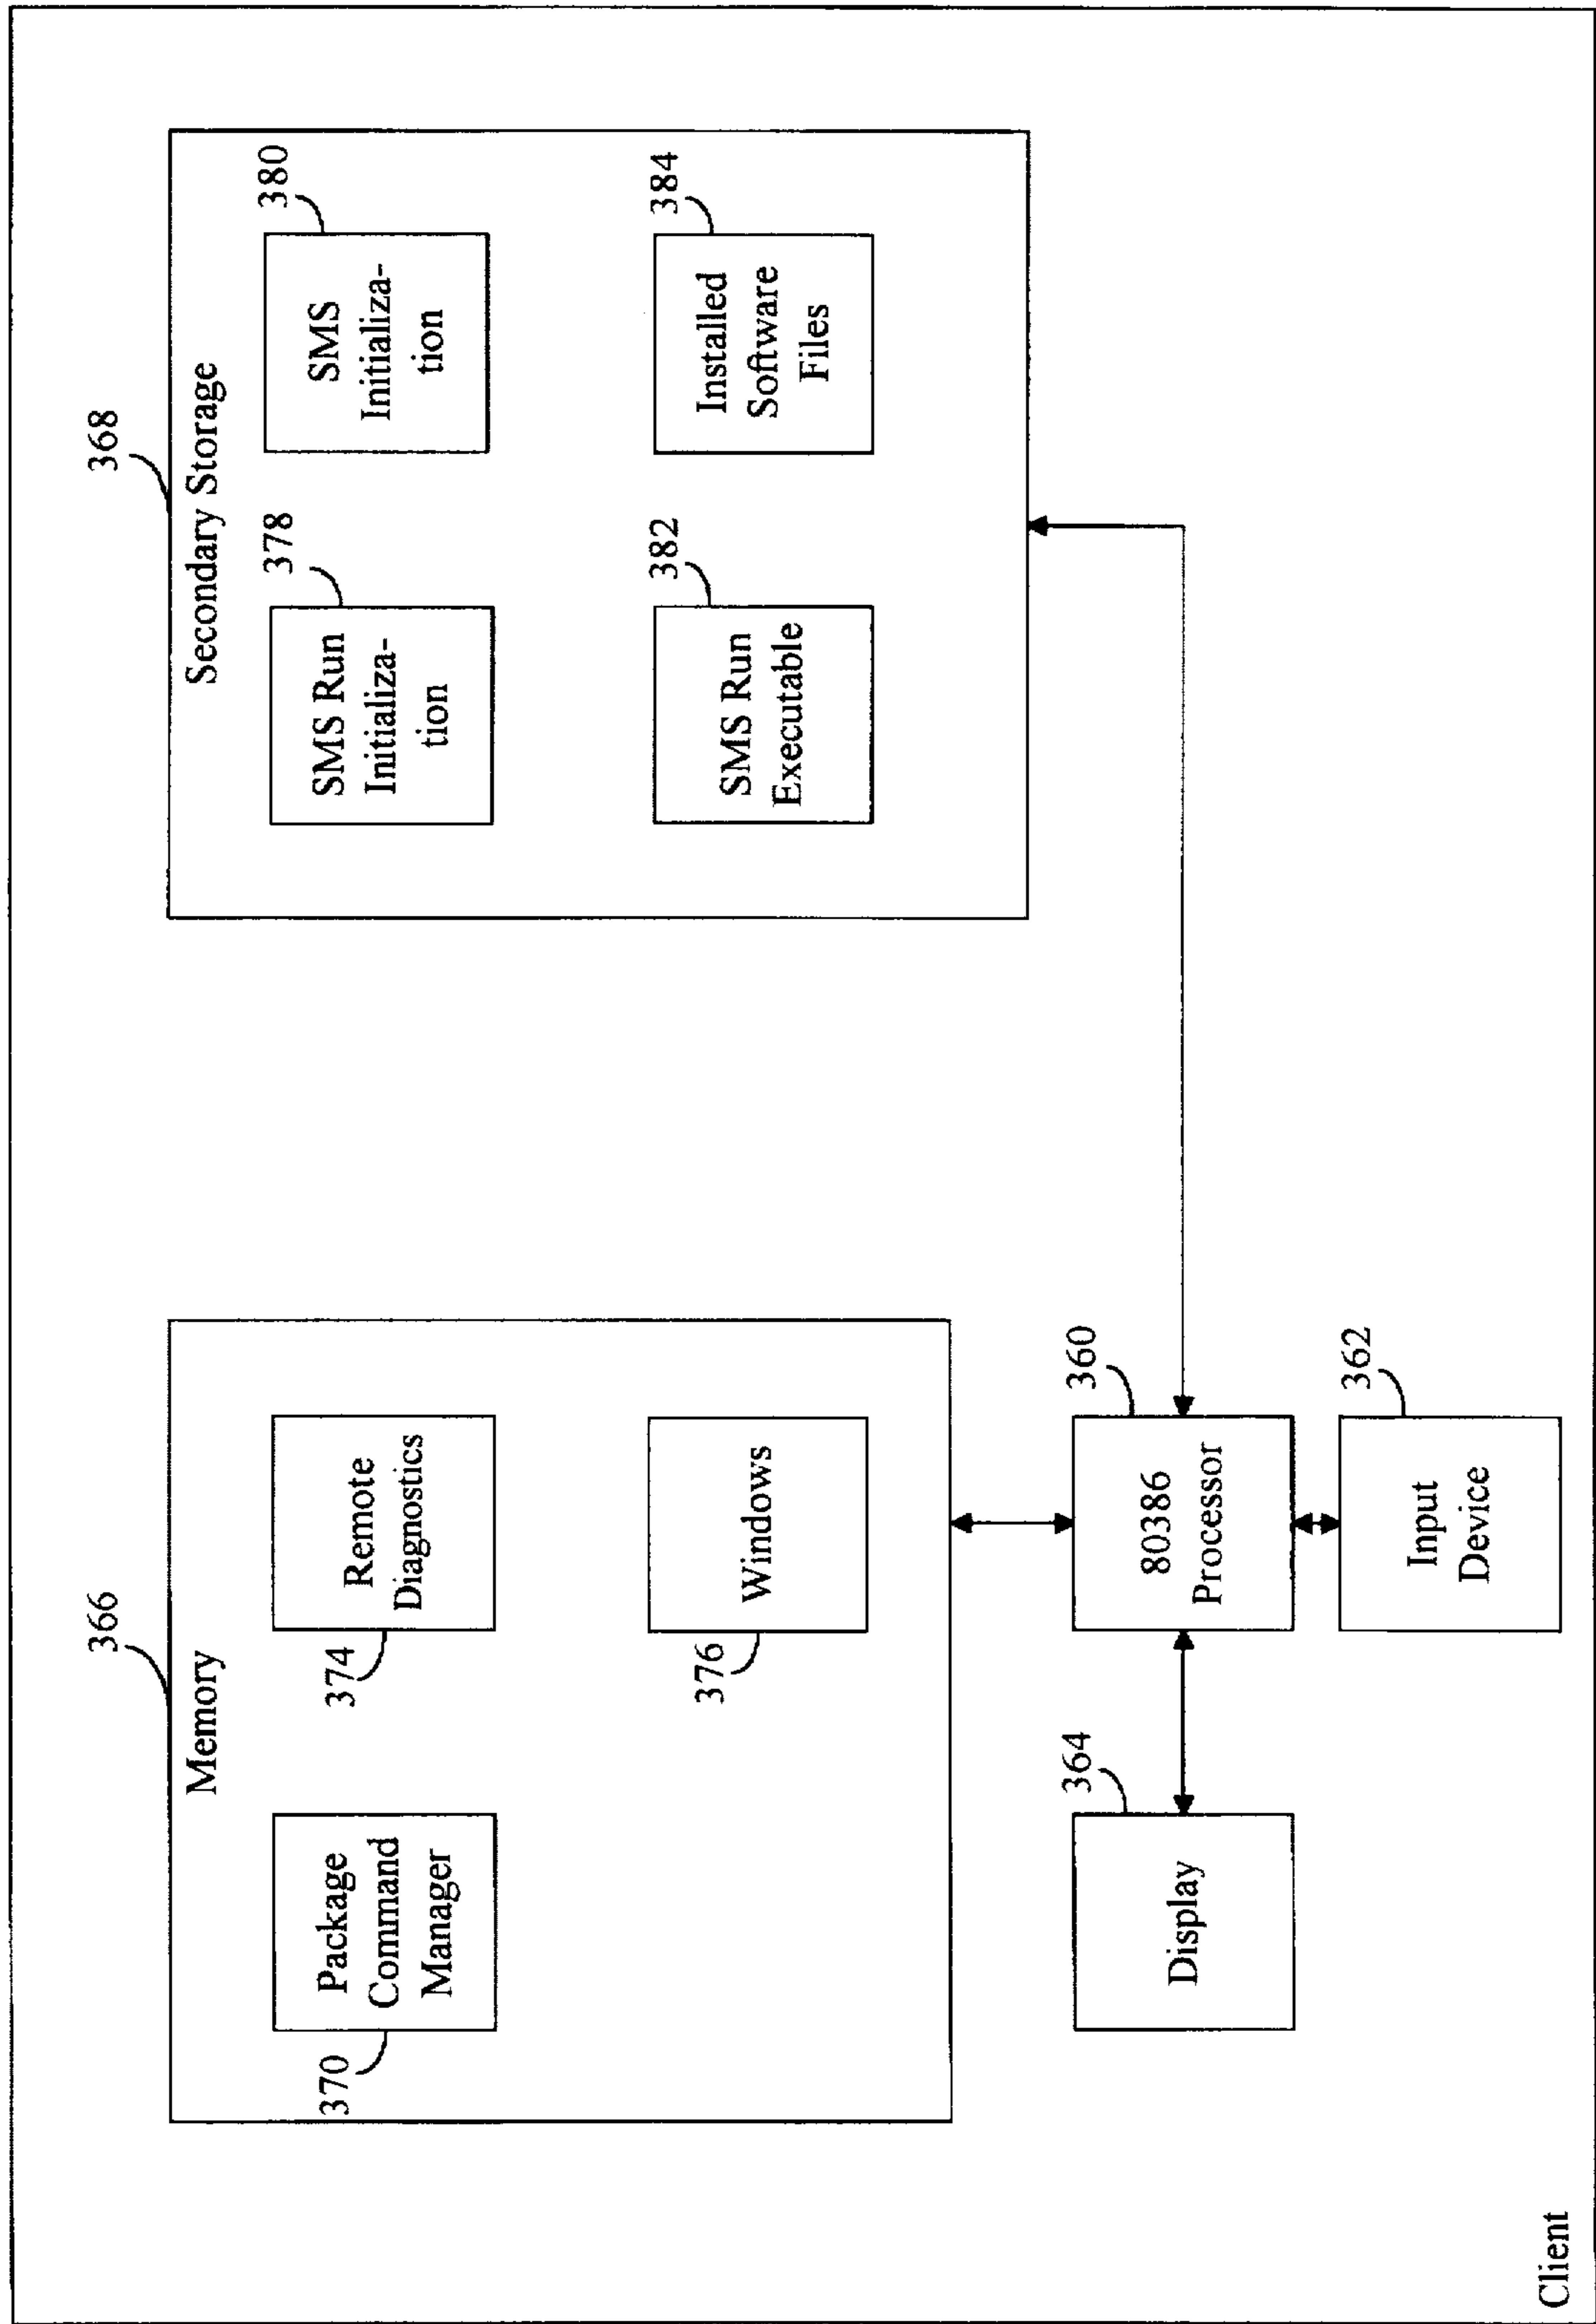 366
Memory
370
Package
Command
Manager
374
Remote
Diagnostics
376
Windows
368
Secondary Storage
378
SMS Run
Initializa-
tion
380
SMS
Initializa-
tion
382
SMS Run
Executable
384
Installed
Software
Files
364
Display
360
80386
Processor
362
Input
Device
Client